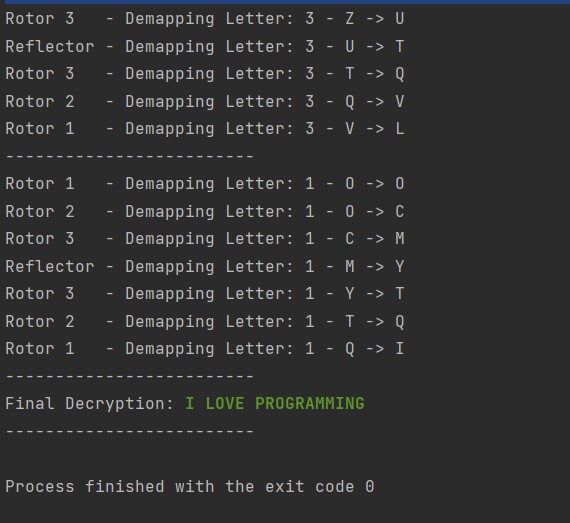 Rotor 3   - Demapping Letter: 3 - Z -> U
Reflector - Demapping Letter: 3 - U -> T
Rotor 3   - Demapping Letter: 3 - T -> Q
Rotor 2   - Demapping Letter: 3 - Q -> V
Rotor 1   - Demapping Letter: 3 - V -> L
-------------------------
Rotor 1   - Demapping Letter: 1 - O -> O
Rotor 2   - Demapping Letter: 1 - O -> C
Rotor 3   - Demapping Letter: 1 - C -> M
Reflector - Demapping Letter: 1 - M -> Y
Rotor 3   - Demapping Letter: 1 - Y -> T
Rotor 2   - Demapping Letter: 1 - T -> Q
Rotor 1   - Demapping Letter: 1 - Q -> I
-------------------------
Final Decryption: I LOVE PROGRAMMING
-------------------------
Process finished with the exit code 0